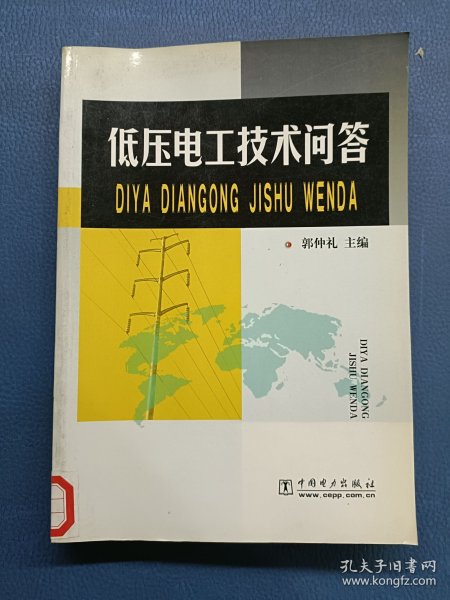 低压电工技术问答
DIYA DIANGONG JISHU WENDA
郭仲礼 主编
DIYA DIANGONG
JISHU WENDA
中国电力出版社
www.cepp.com.cn
孔夫子旧书网
www.kongfz.com